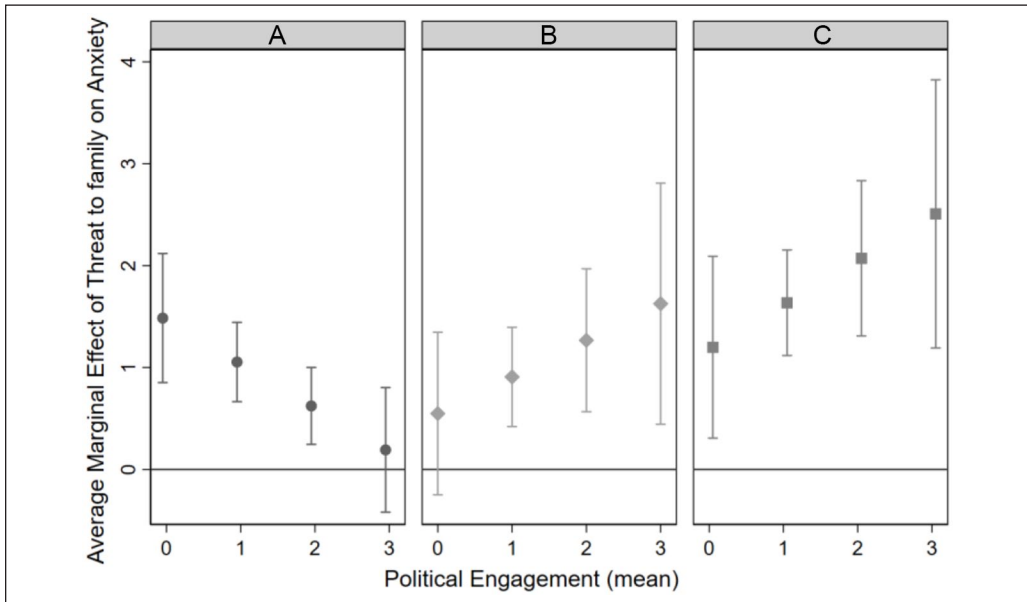 A B C
Average Marginal Effect of Threat to family on Anxiety
4
3
2
1
0
0 1 2 3 0 1 2 3 0 1 2 3
Political Engagement (mean)